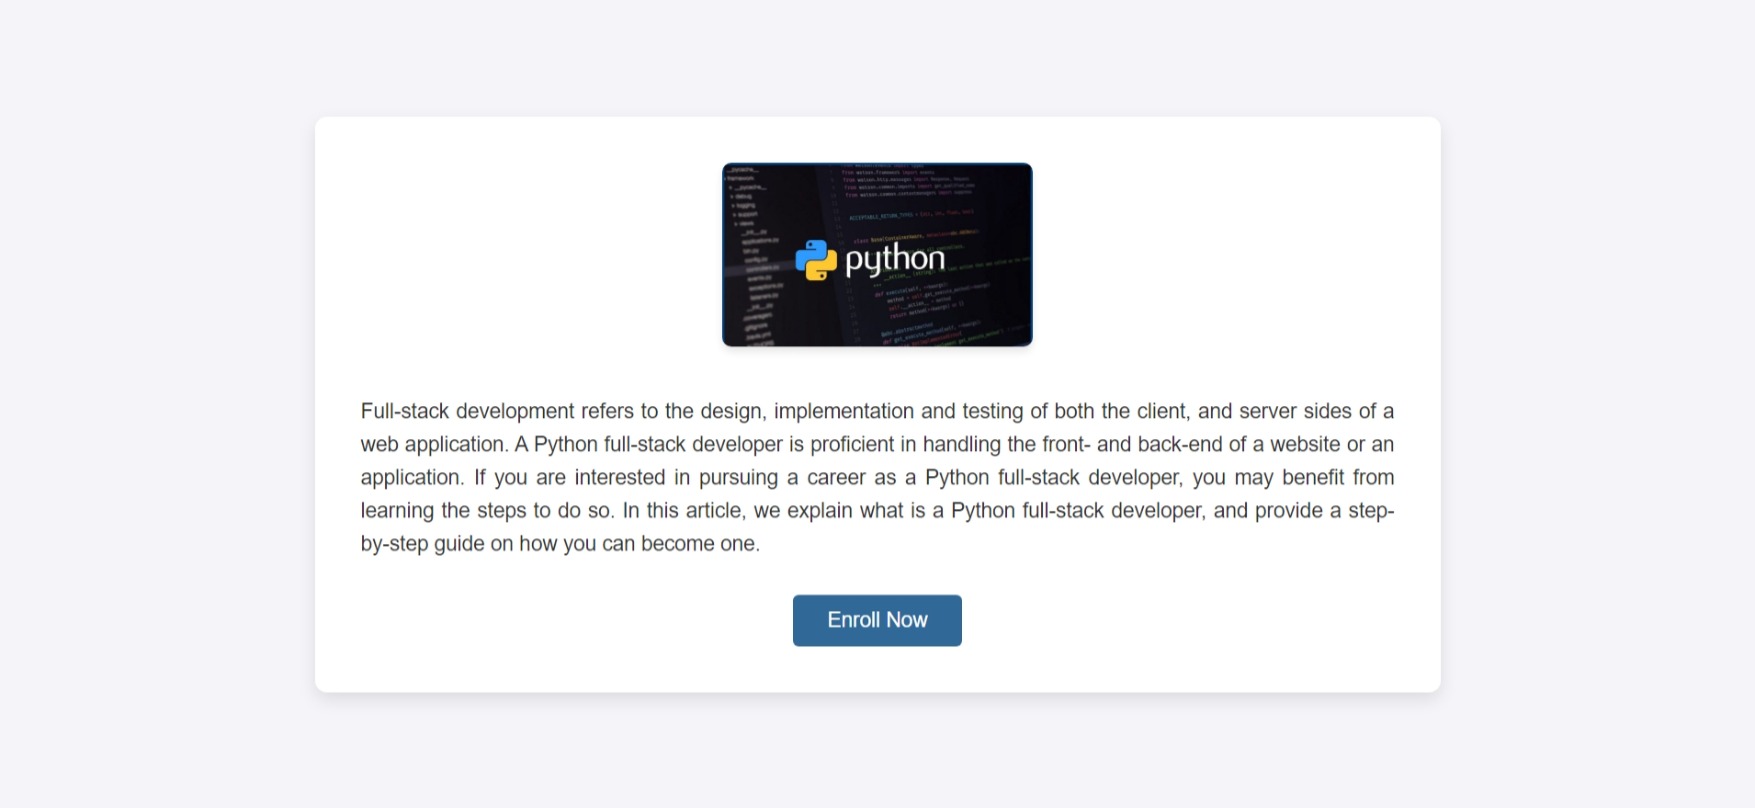 python
Full-stack development refers to the design, implementation and testing of both the client, and server sides of a
web application. A Python full-stack developer is proficient in handling the front- and back-end of a website or an
application. If you are interested in pursuing a career as a Python full-stack developer, you may benefit from
learning the steps to do so. In this article, we explain what is a Python full-stack developer, and provide a step-
by-step guide on how you can become one.
Enroll Now